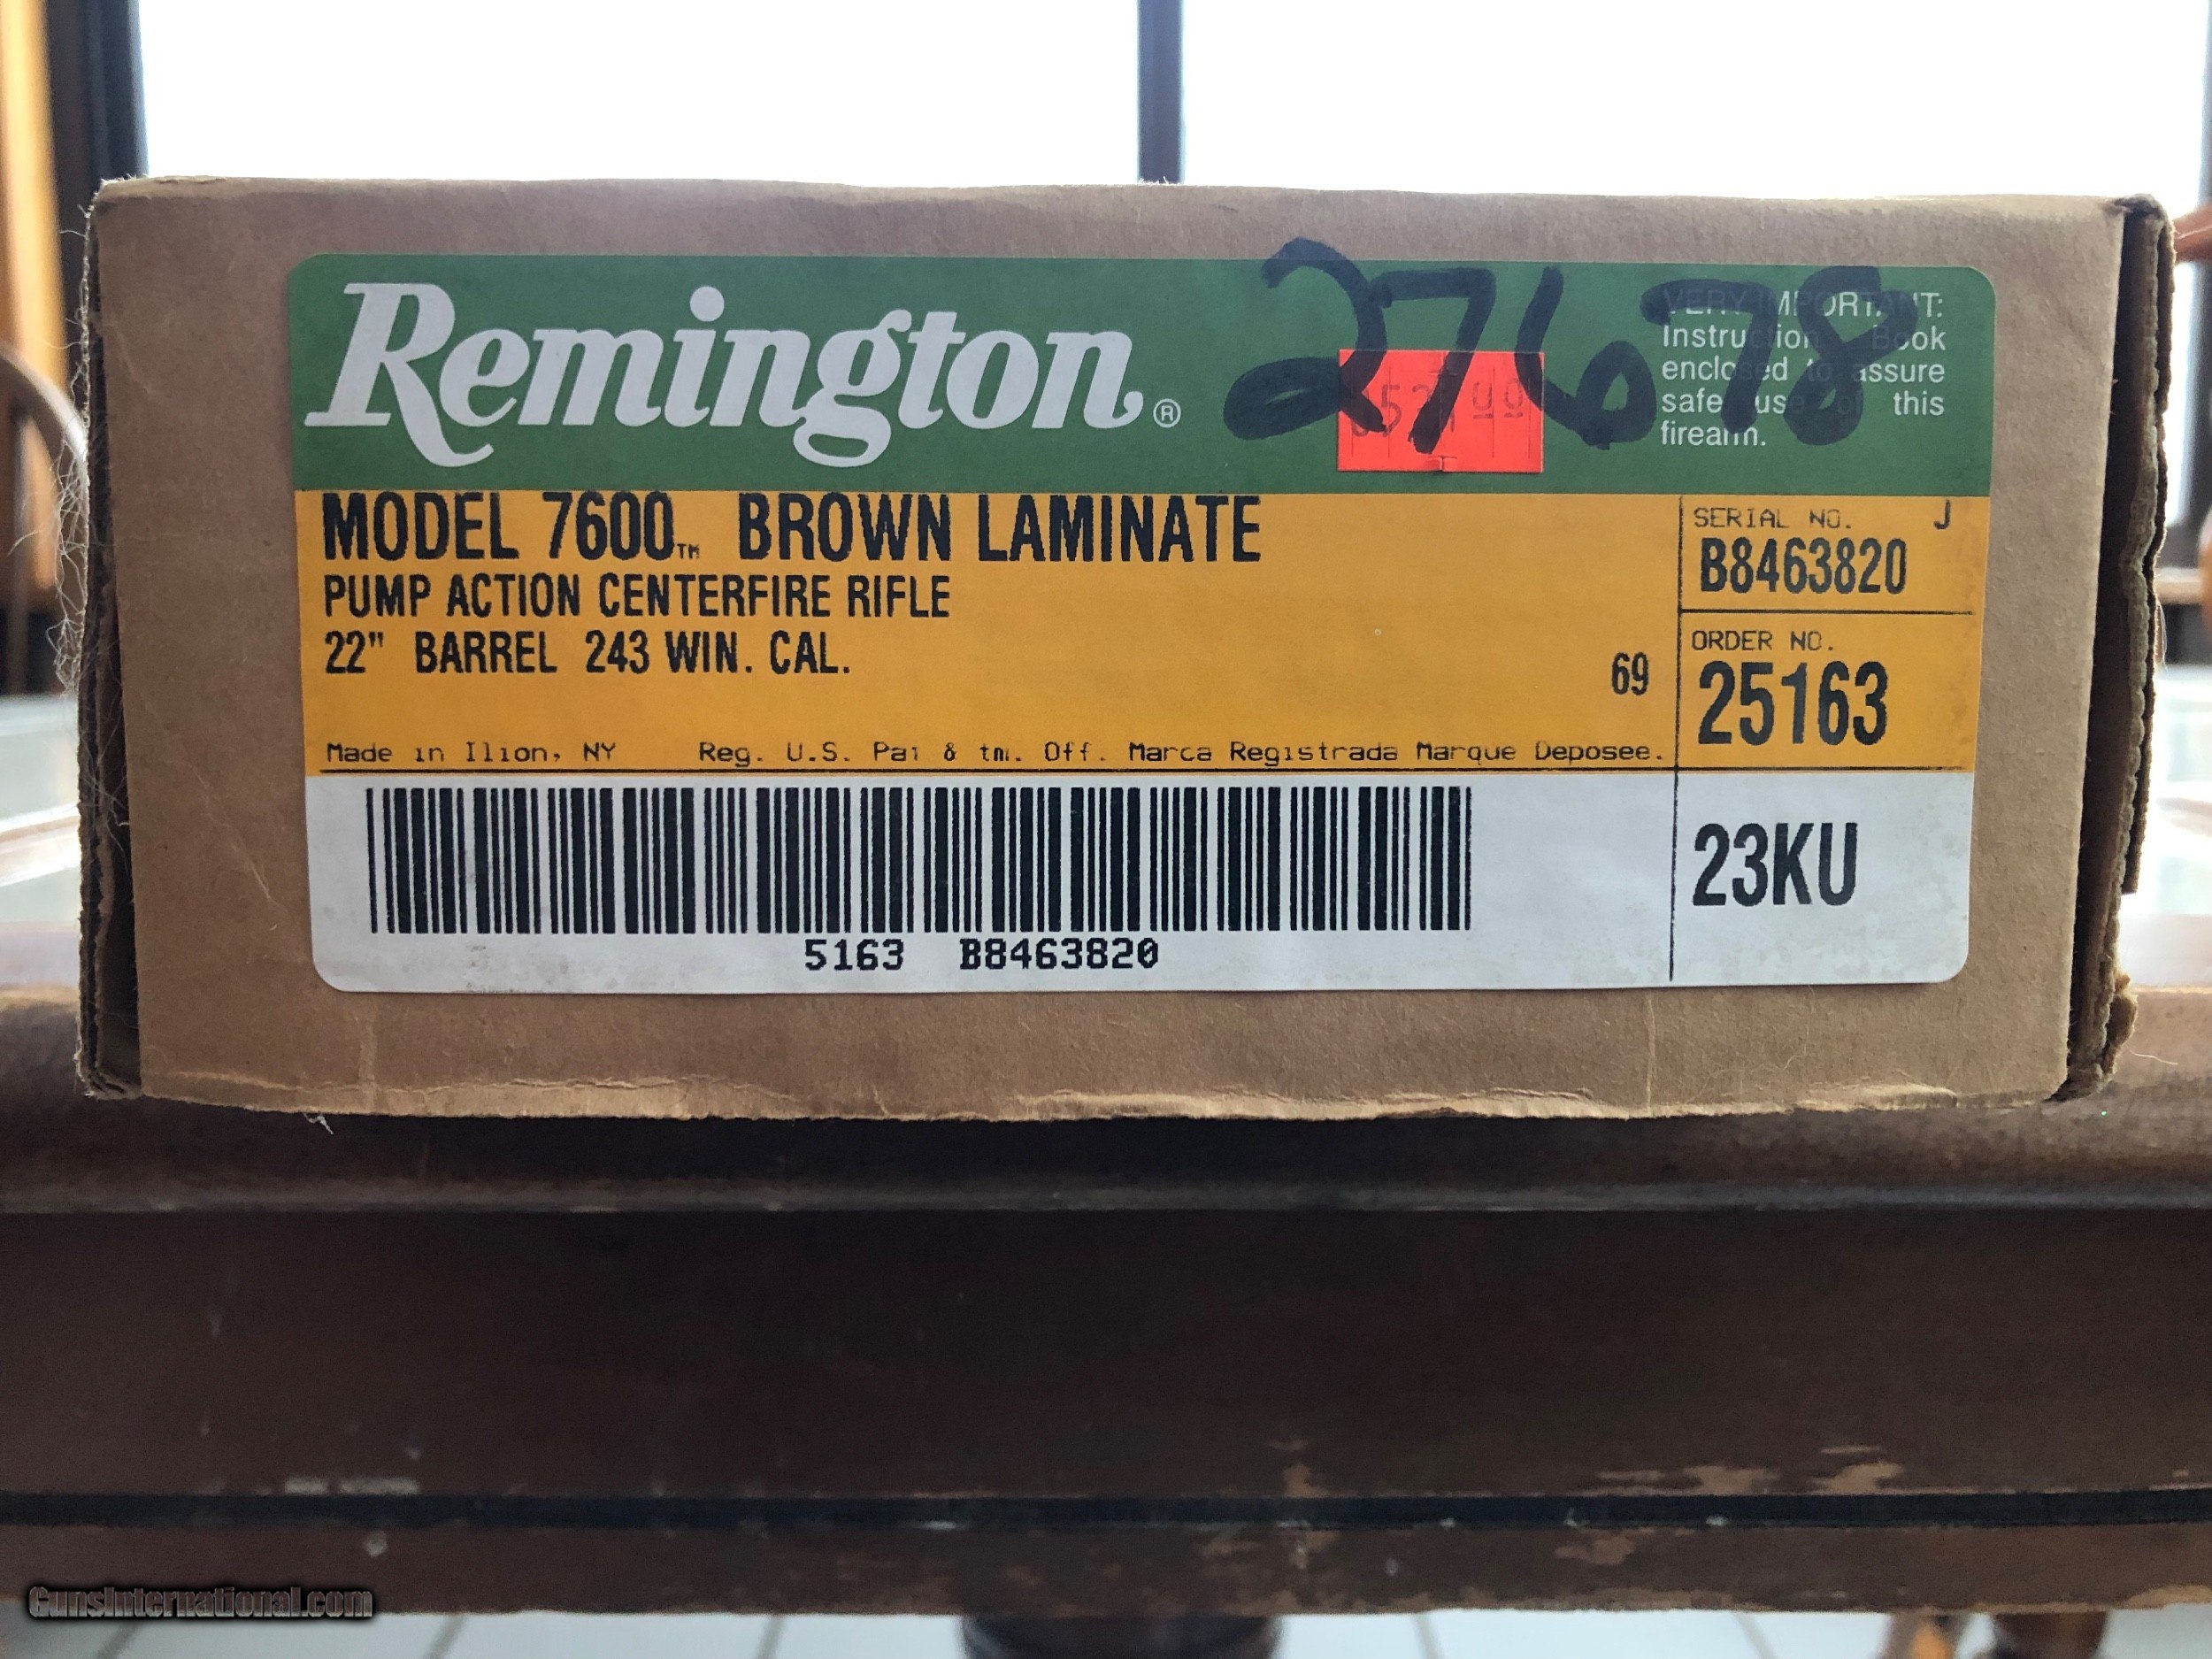 Remington®
27678
VERY IMPORTANT:
Instruction Book
enclosed to assure
safe use of this
firearm.
MODEL 7600™ BROWN LAMINATE
PUMP ACTION CENTERFIRE RIFLE
22" BARREL 243 WIN. CAL.
69
Made in Ilion, NY Reg. U.S. Pat & tm. Off. Marca Registrada Marque Deposee.
SERIAL NO. J
B8463820
ORDER NO.
25163
23KU
5163 B8463820
GunsInternational.com